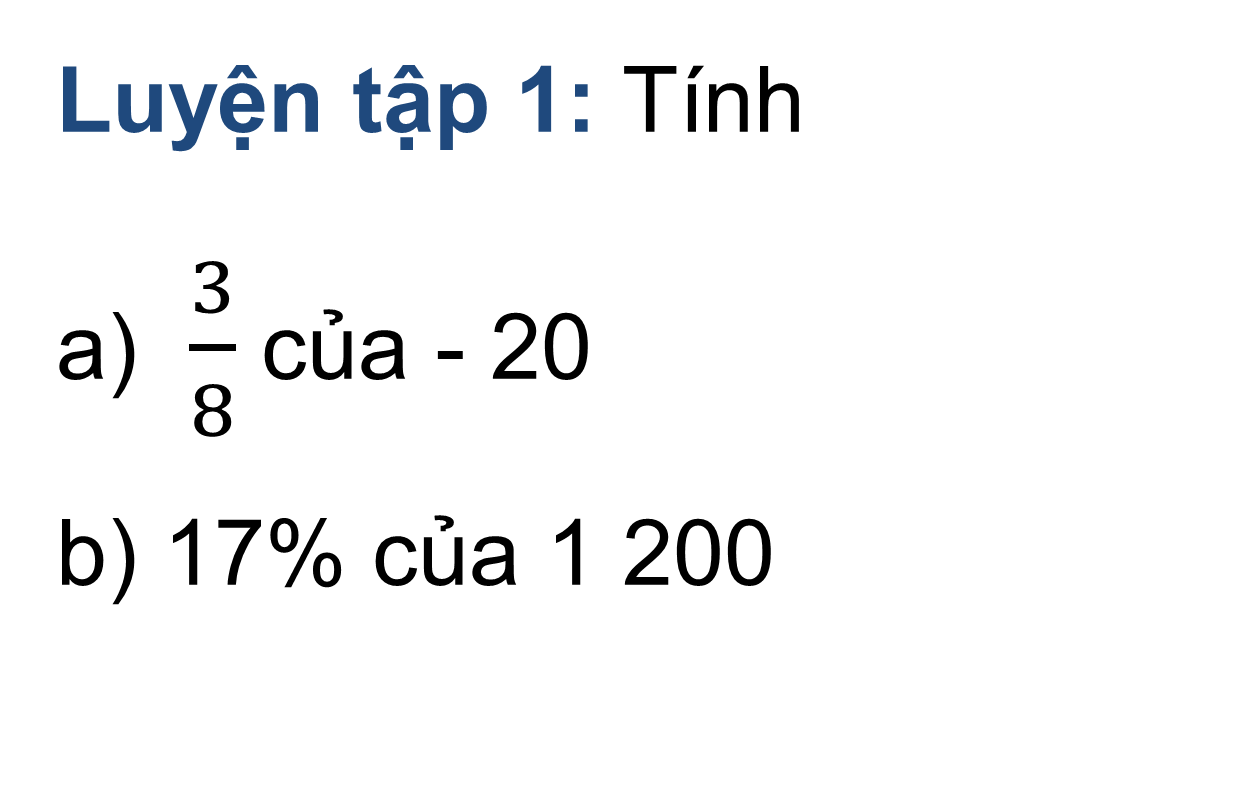 Luyện tập 1: Tính
a) 3/8 của - 20
b) 17% của 1 200